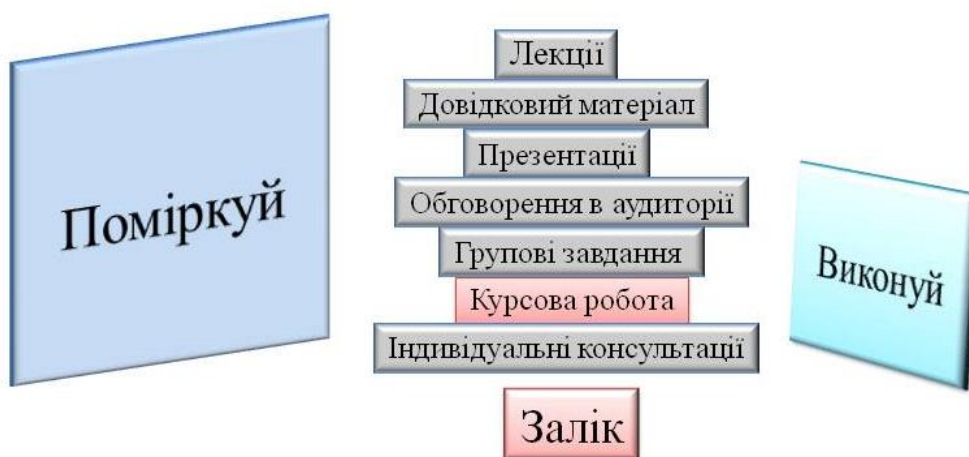 Поміркуй
Лекції
Довідковий матеріал
Презентації
Обговорення в аудиторії
Групові завдання
Курсова робота
Індивідуальні консультації
Залік
Виконуй